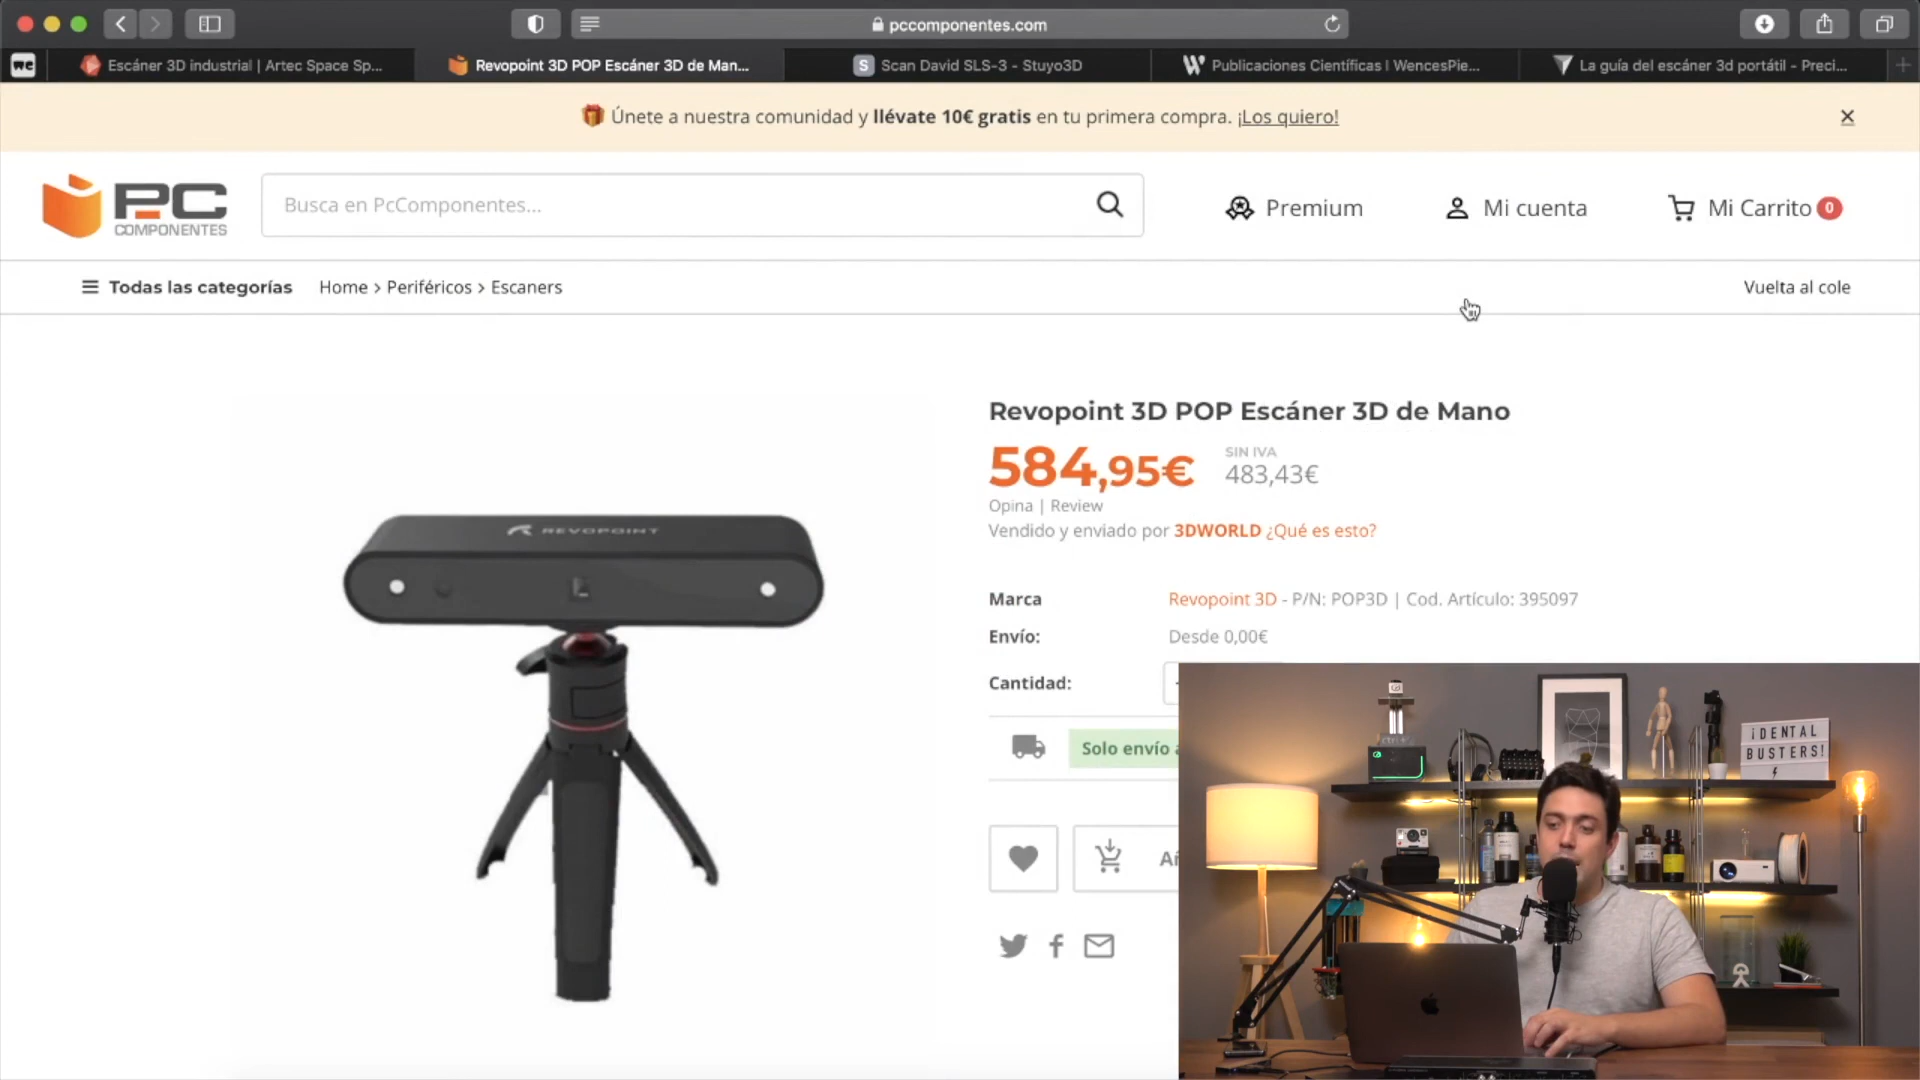 pccomponentes.com
Escáner 3D industrial | Artec Space Sp...
Revopoint 3D POP Escáner 3D de Man...
S Scan David SLS-3 - Stuyo3D
Publicaciones Científicas | WencesPie...
La guía del escáner 3d portátil - Preci...
Únete a nuestra comunidad y llévate 10€ gratis en tu primera compra. ¡Los quiero!
PC COMPONENTES
Busca en PcComponentes...
Premium
Mi cuenta
Mi Carrito 0
Todas las categorías
Home > Periféricos > Escaners
Vuelta al cole
Revopoint 3D POP Escáner 3D de Mano
584,95€
SIN IVA
483,43€
Opina | Review
Vendido y enviado por 3DWORLD ¿Qué es esto?
REVOPOINT
Marca
Revopoint 3D - P/N: POP3D | Cod. Artículo: 395097
Envío:
Desde 0,00€
Cantidad:
Solo envío
¡DENTAL
BUSTERS!